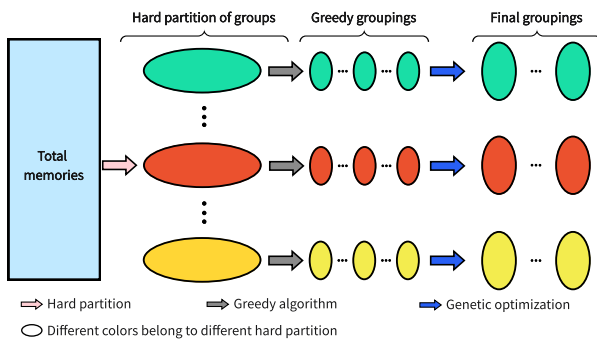 Hard partition of groups
Greedy groupings
Final groupings
Total
memories
Hard partition
Greedy algorithm
Genetic optimization
Different colors belong to different hard partition